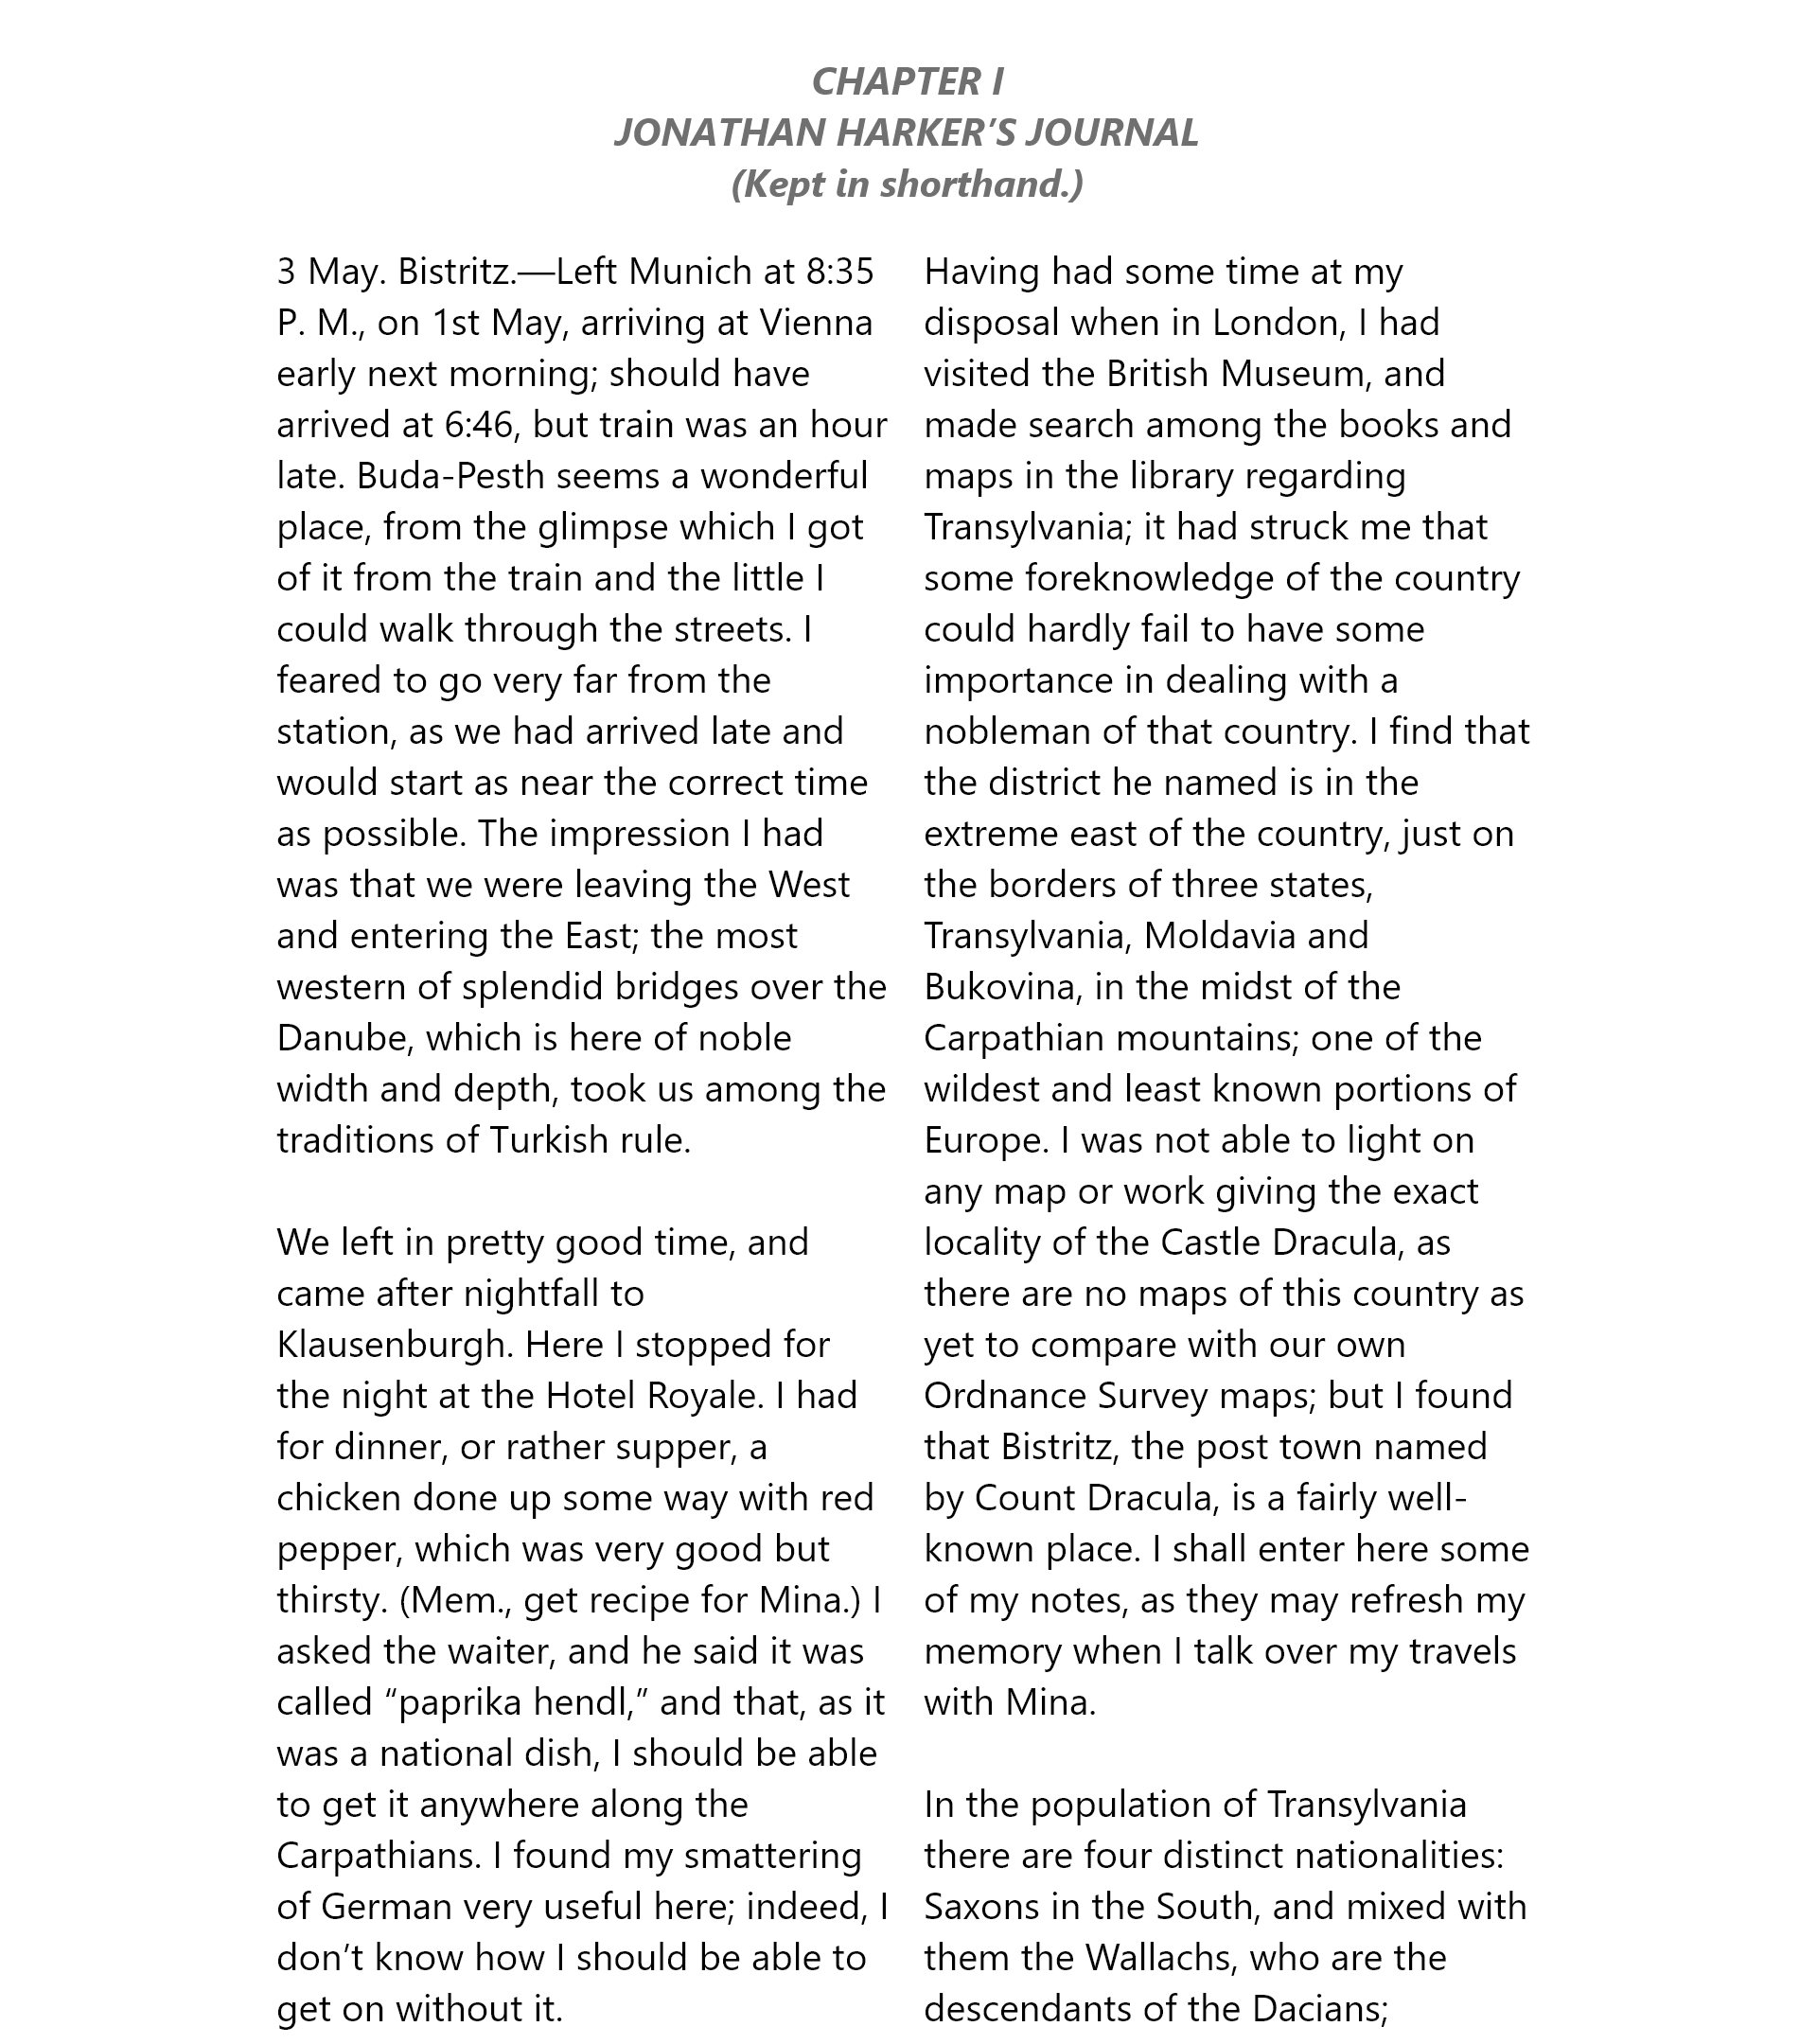 CHAPTER I
JONATHAN HARKER’S JOURNAL
(Kept in shorthand.)
3 May. Bistritz.—Left Munich at 8:35
P. M., on 1st May, arriving at Vienna
early next morning; should have
arrived at 6:46, but train was an hour
late. Buda-Pesth seems a wonderful
place, from the glimpse which I got
of it from the train and the little I
could walk through the streets. I
feared to go very far from the
station, as we had arrived late and
would start as near the correct time
as possible. The impression I had
was that we were leaving the West
and entering the East; the most
western of splendid bridges over the
Danube, which is here of noble
width and depth, took us among the
traditions of Turkish rule.
We left in pretty good time, and
came after nightfall to
Klausenburgh. Here I stopped for
the night at the Hotel Royale. I had
for dinner, or rather supper, a
chicken done up some way with red
pepper, which was very good but
thirsty. (Mem., get recipe for Mina.) I
asked the waiter, and he said it was
called “paprika hendl,” and that, as it
was a national dish, I should be able
to get it anywhere along the
Carpathians. I found my smattering
of German very useful here; indeed, I
don’t know how I should be able to
get on without it.
Having had some time at my
disposal when in London, I had
visited the British Museum, and
made search among the books and
maps in the library regarding
Transylvania; it had struck me that
some foreknowledge of the country
could hardly fail to have some
importance in dealing with a
nobleman of that country. I find that
the district he named is in the
extreme east of the country, just on
the borders of three states,
Transylvania, Moldavia and
Bukovina, in the midst of the
Carpathian mountains; one of the
wildest and least known portions of
Europe. I was not able to light on
any map or work giving the exact
locality of the Castle Dracula, as
there are no maps of this country as
yet to compare with our own
Ordnance Survey maps; but I found
that Bistritz, the post town named
by Count Dracula, is a fairly well-
known place. I shall enter here some
of my notes, as they may refresh my
memory when I talk over my travels
with Mina.
In the population of Transylvania
there are four distinct nationalities:
Saxons in the South, and mixed with
them the Wallachs, who are the
descendants of the Dacians;